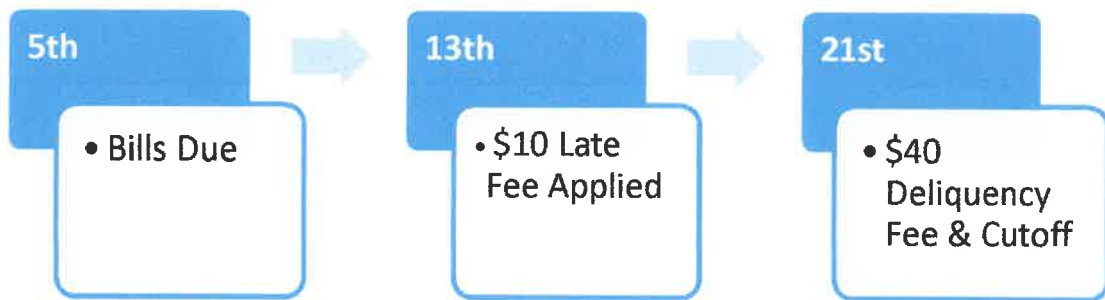 5th
• Bills Due
13th
• $10 Late
Fee Applied
21st
• $40
Deliquency
Fee & Cutoff